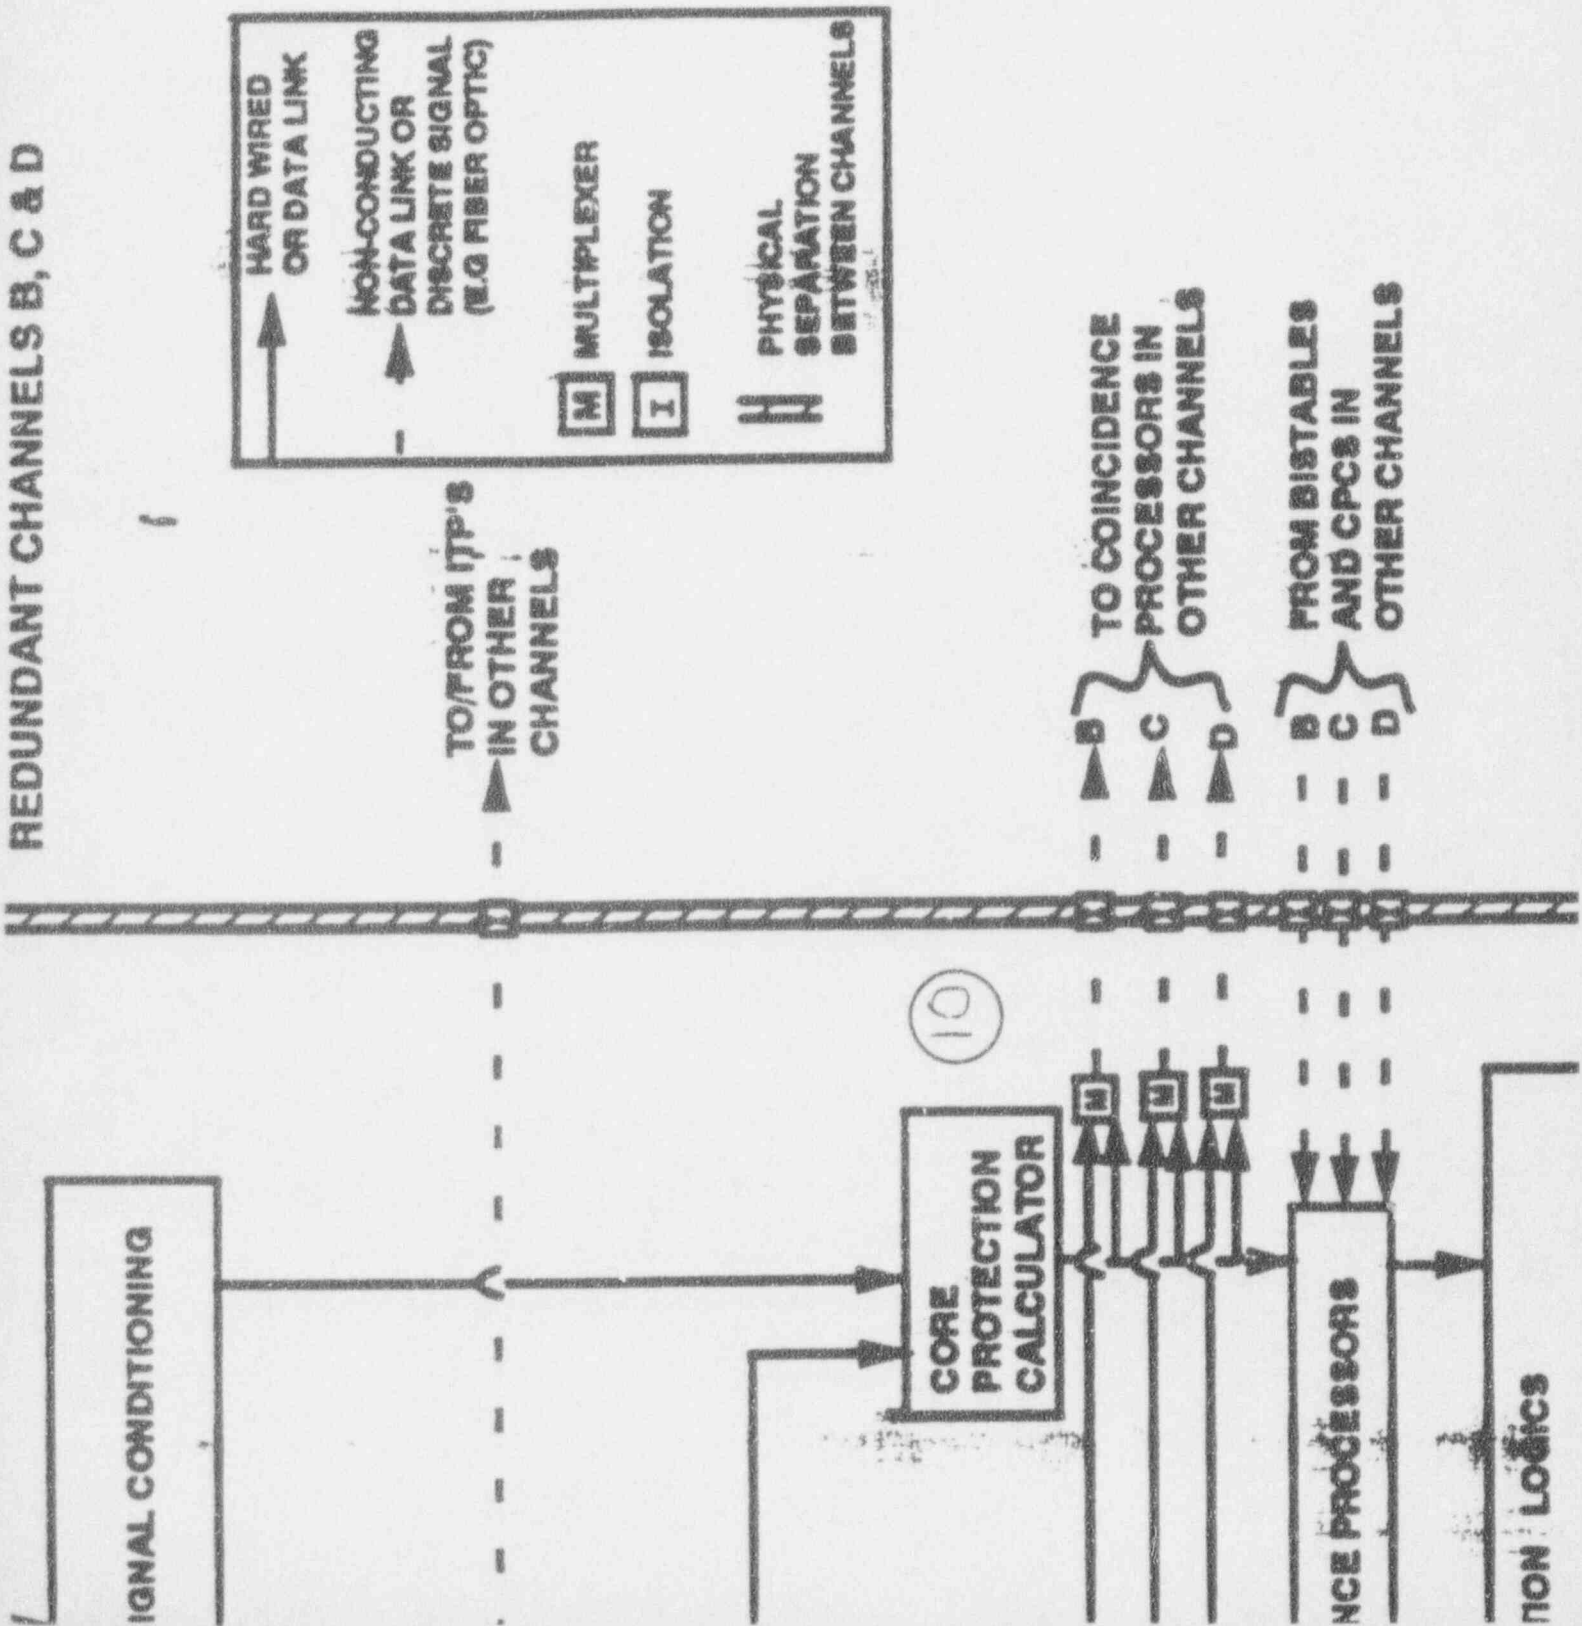 REDUNDANT CHANNELS B, C & D
HARD WIRED
OR DATA LINK
NON-CONDUCTING
DATA LINK OR
DISCRETE SIGNAL
(E.G FIBER OPTIC)
M MULTIPLEXER
I ISOLATION
PHYSICAL
SEPARATION
BETWEEN CHANNELS
TO/FROM ITP'S
IN OTHER
CHANNELS
TO COINCIDENCE
PROCESSORS IN
OTHER CHANNELS
B
C
D
FROM BISTABLES
AND CPCS IN
OTHER CHANNELS
B
C
D
I
I
I
I
I
I
I
10
IGNAL CONDITIONING
CORE
PROTECTION
CALCULATOR
M
M
M
NCE PROCESSORS
TION LOGICS